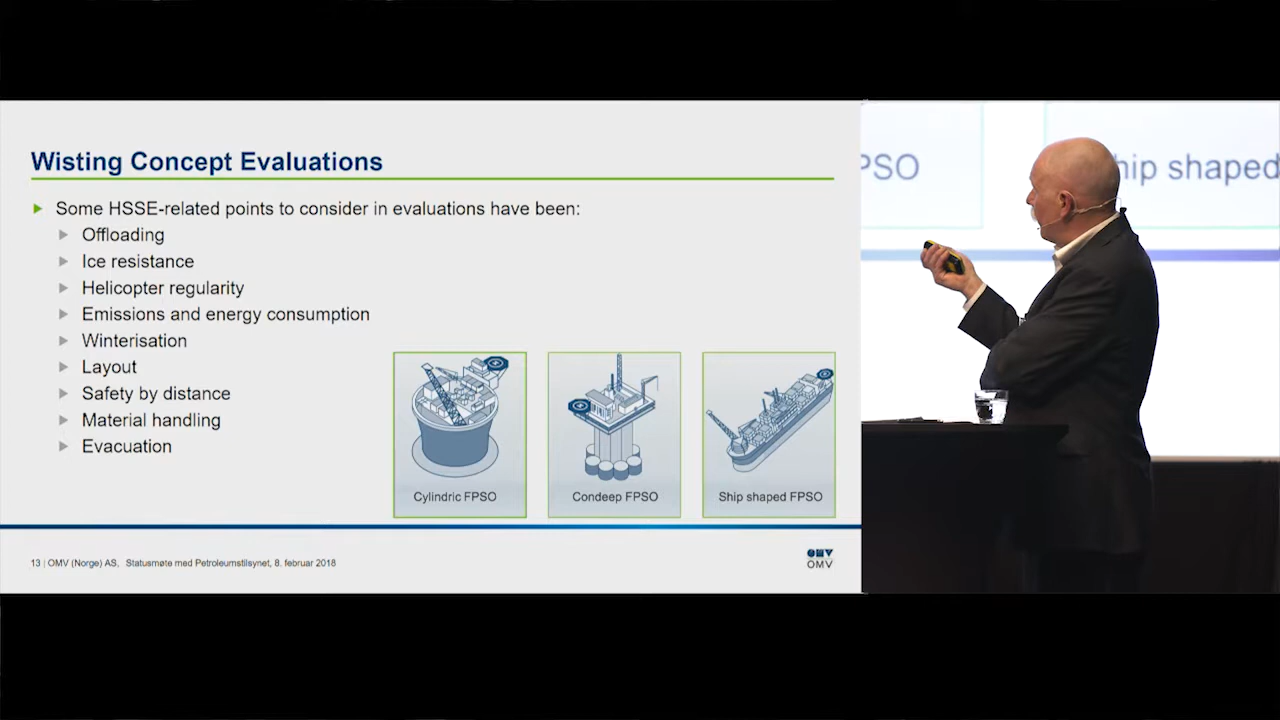 Wisting Concept Evaluations
Some HSSE-related points to consider in evaluations have been:
Offloading
Ice resistance
Helicopter regularity
Emissions and energy consumption
Winterisation
Layout
Safety by distance
Material handling
Evacuation
Cylindric FPSO
Condeep FPSO
Ship shaped FPSO
13 | OMV (Norge) AS, Statusmøte med Petroleumstilsynet, 8. februar 2018
OMV
OMV
PSO
hip shaped